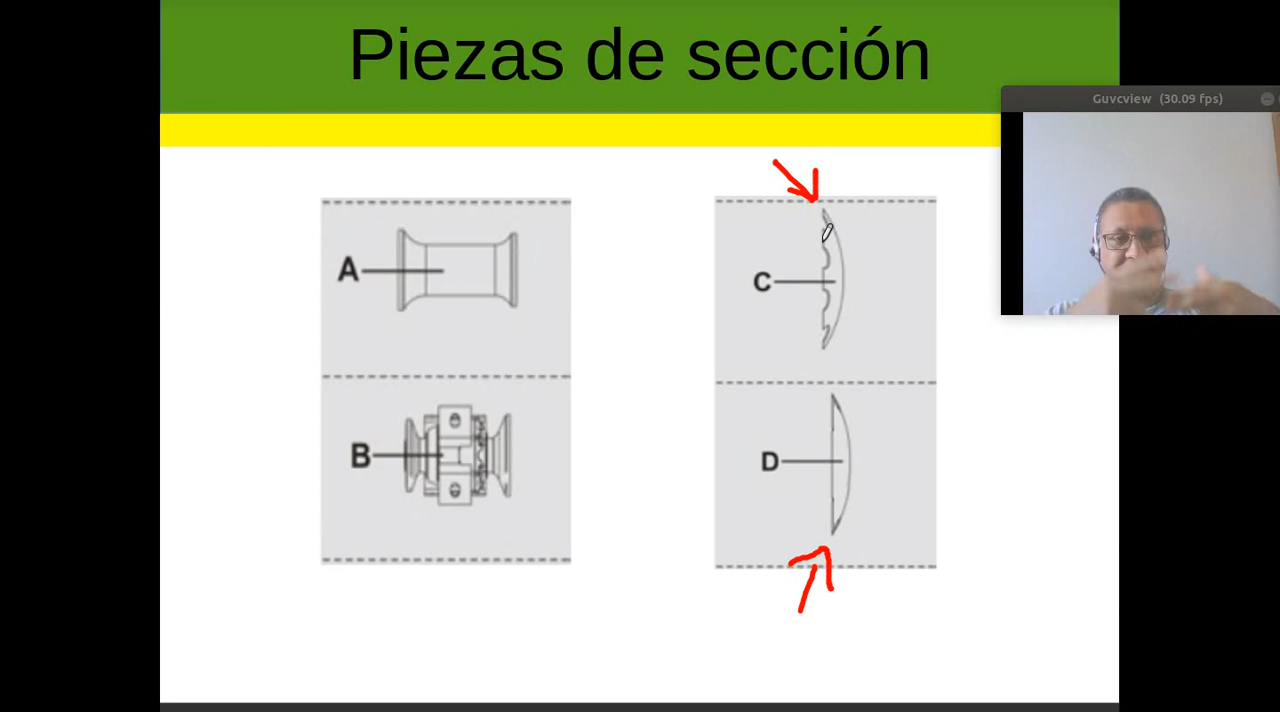 Piezas de sección
Guvcview (30.09 fps)
A
B
C
D